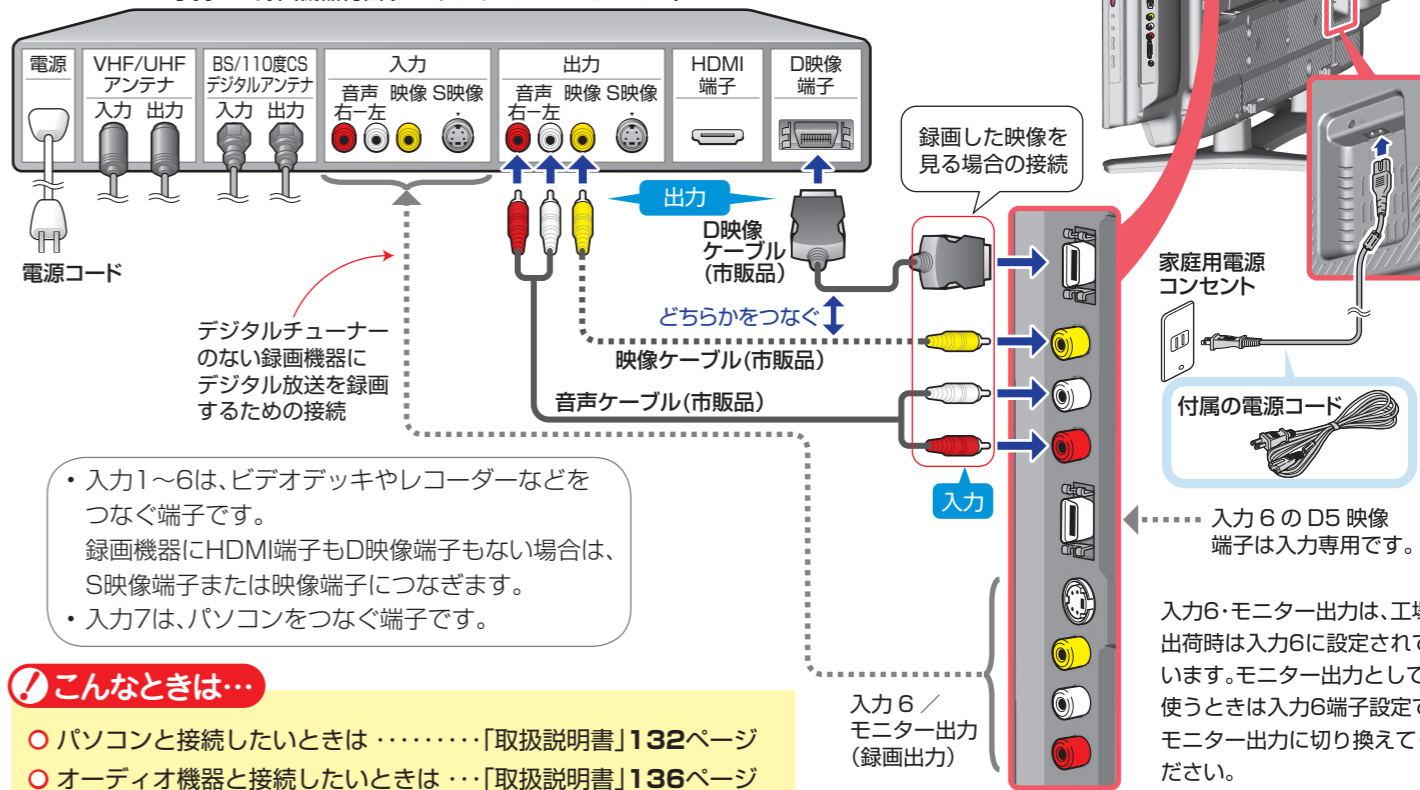 電源
VHF/UHF
アンテナ
入力 出力
BS/110度CS
デジタルアンテナ
入力 出力
入力
音声 映像 S映像
右ー左
出力
音声 映像 S映像
右ー左
HDMI
端子
D映像
端子
電源コード
録画した映像を
見る場合の接続
出力
D映像
ケーブル
(市販品)
どちらかをつなぐ
映像ケーブル(市販品)
音声ケーブル(市販品)
デジタルチューナー
のない録画機器に
デジタル放送を録画
するための接続
入力
家庭用電源
コンセント
付属の電源コード
入力 6 の D5 映像
端子は入力専用です。
・入力1〜6は、ビデオデッキやレコーダーなどを
つなぐ端子です。
録画機器にHDMI端子もD映像端子もない場合は、
S映像端子または映像端子につなぎます。
・入力7は、パソコンをつなぐ端子です。
入力 6 ／
モニター出力
(録画出力)
入力6・モニター出力は、工場
出荷時は入力6に設定されて
います。モニター出力として
使うときは入力6端子設定で
モニター出力に切り換えて
ださい。
こんなときは…
パソコンと接続したいときは ・・・・・・・・・「取扱説明書」132ページ
オーディオ機器と接続したいときは ・・・「取扱説明書」136ページ